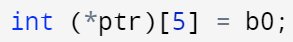 int (*ptr)[5] = b0;